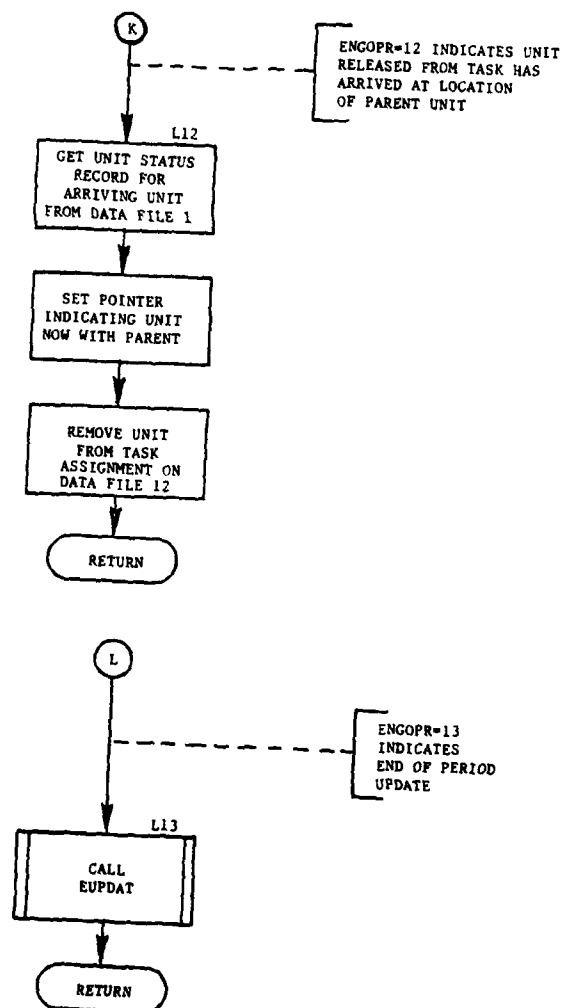 K
ENGOPR=12 INDICATES UNIT
RELEASED FROM TASK HAS
ARRIVED AT LOCATION
OF PARENT UNIT
L12
GET UNIT STATUS
RECORD FOR
ARRIVING UNIT
FROM DATA FILE 1
SET POINTER
INDICATING UNIT
NOW WITH PARENT
REMOVE UNIT
FROM TASK
ASSIGNMENT ON
DATA FILE 12
RETURN
L
ENGOPR=13
INDICATES
END OF PERIOD
UPDATE
L13
CALL
EUPDAT
RETURN